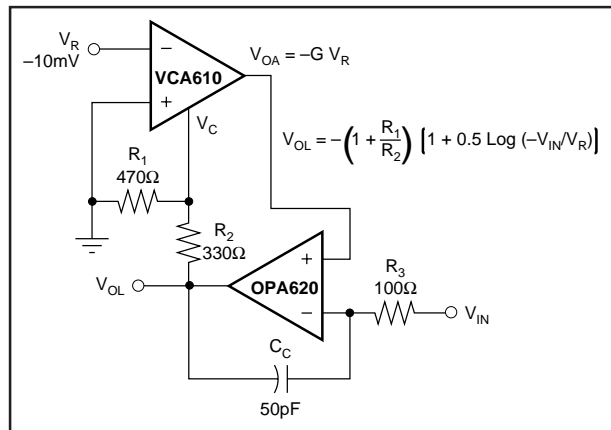 V_R
–10mV
–
VCA610
+
V_OA = –G V_R
V_C
V_OL = –(1 + R_1/R_2) [1 + 0.5 Log (–V_IN/V_R)]
R_1
470Ω
R_2
330Ω
V_OL
+
OPA620
–
R_3
100Ω
V_IN
C_C
50pF